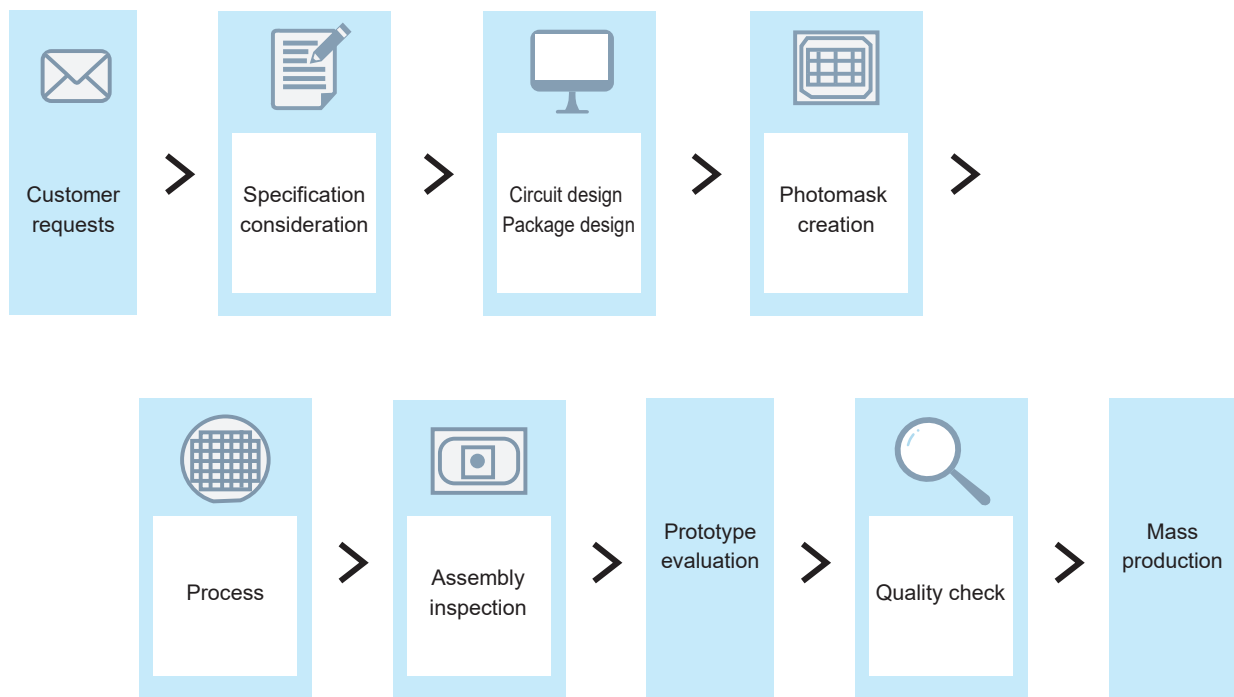 Customer
requests
Specification
consideration
Circuit design
Package design
Photomask
creation
Process
Assembly
inspection
Prototype
evaluation
Quality check
Mass
production